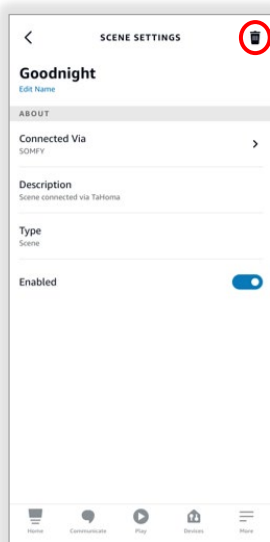 SCENE SETTINGS
Goodnight
Edit Name
ABOUT
Connected Via
SOMFY
Description
Scene connected via TaHoma
Type
Scene
Enabled
Home Communicate Play Devices More